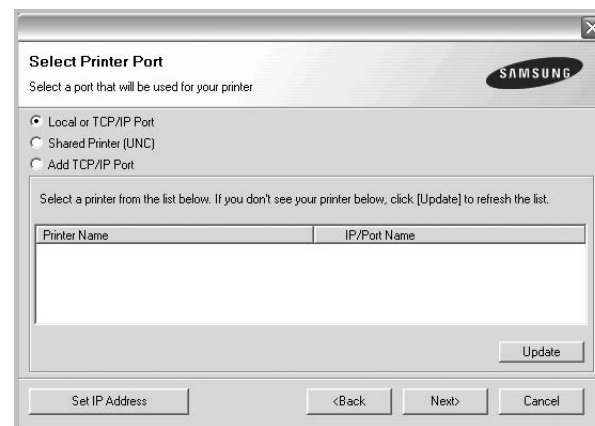 Select Printer Port
Select a port that will be used for your printer
SAMSUNG
Local or TCP/IP Port
Shared Printer (UNC)
Add TCP/IP Port
Select a printer from the list below. If you don't see your printer below, click [Update] to refresh the list.
Printer Name IP/Port Name
Update
Set IP Address <Back Next> Cancel